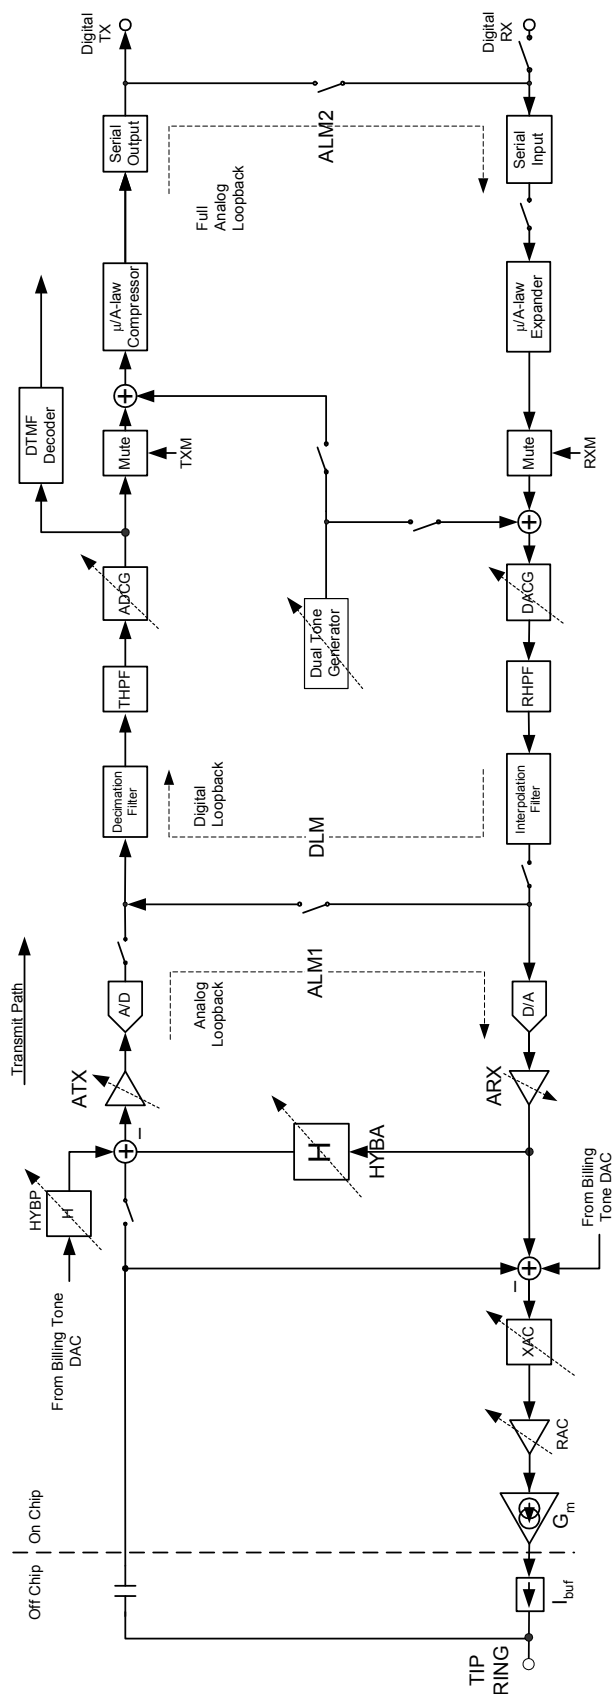 Off Chip
On Chip
TIP
RING
I buf
G m
RAC
XAC
From Billing Tone
DAC
From Billing
Tone DAC
HYBP
H
–
–
H
HYBA
Transmit Path
ATX
ARX
A/D
D/A
Analog
Loopback
ALM1
Digital
Loopback
DLM
Decimation
Filter
Interpolation
Filter
THPF
RHPF
ADCG
DACG
Dual Tone
Generator
+
+
+
+
DTMF
Decoder
Mute
TXM
Mute
RXM
μ/A-law
Compressor
μ/A-law
Expander
Full
Analog
Loopback
ALM2
Serial
Output
Serial
Input
Digital
TX
Digital
RX